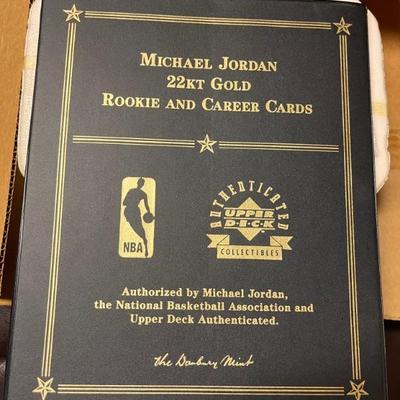 MICHAEL JORDAN
22KT GOLD
ROOKIE AND CAREER CARDS
NBA
AUTHENTICATED
UPPER
DECK
COLLECTIBLES
Authorized by Michael Jordan,
the National Basketball Association and
Upper Deck Authenticated.
The Danbury Mint